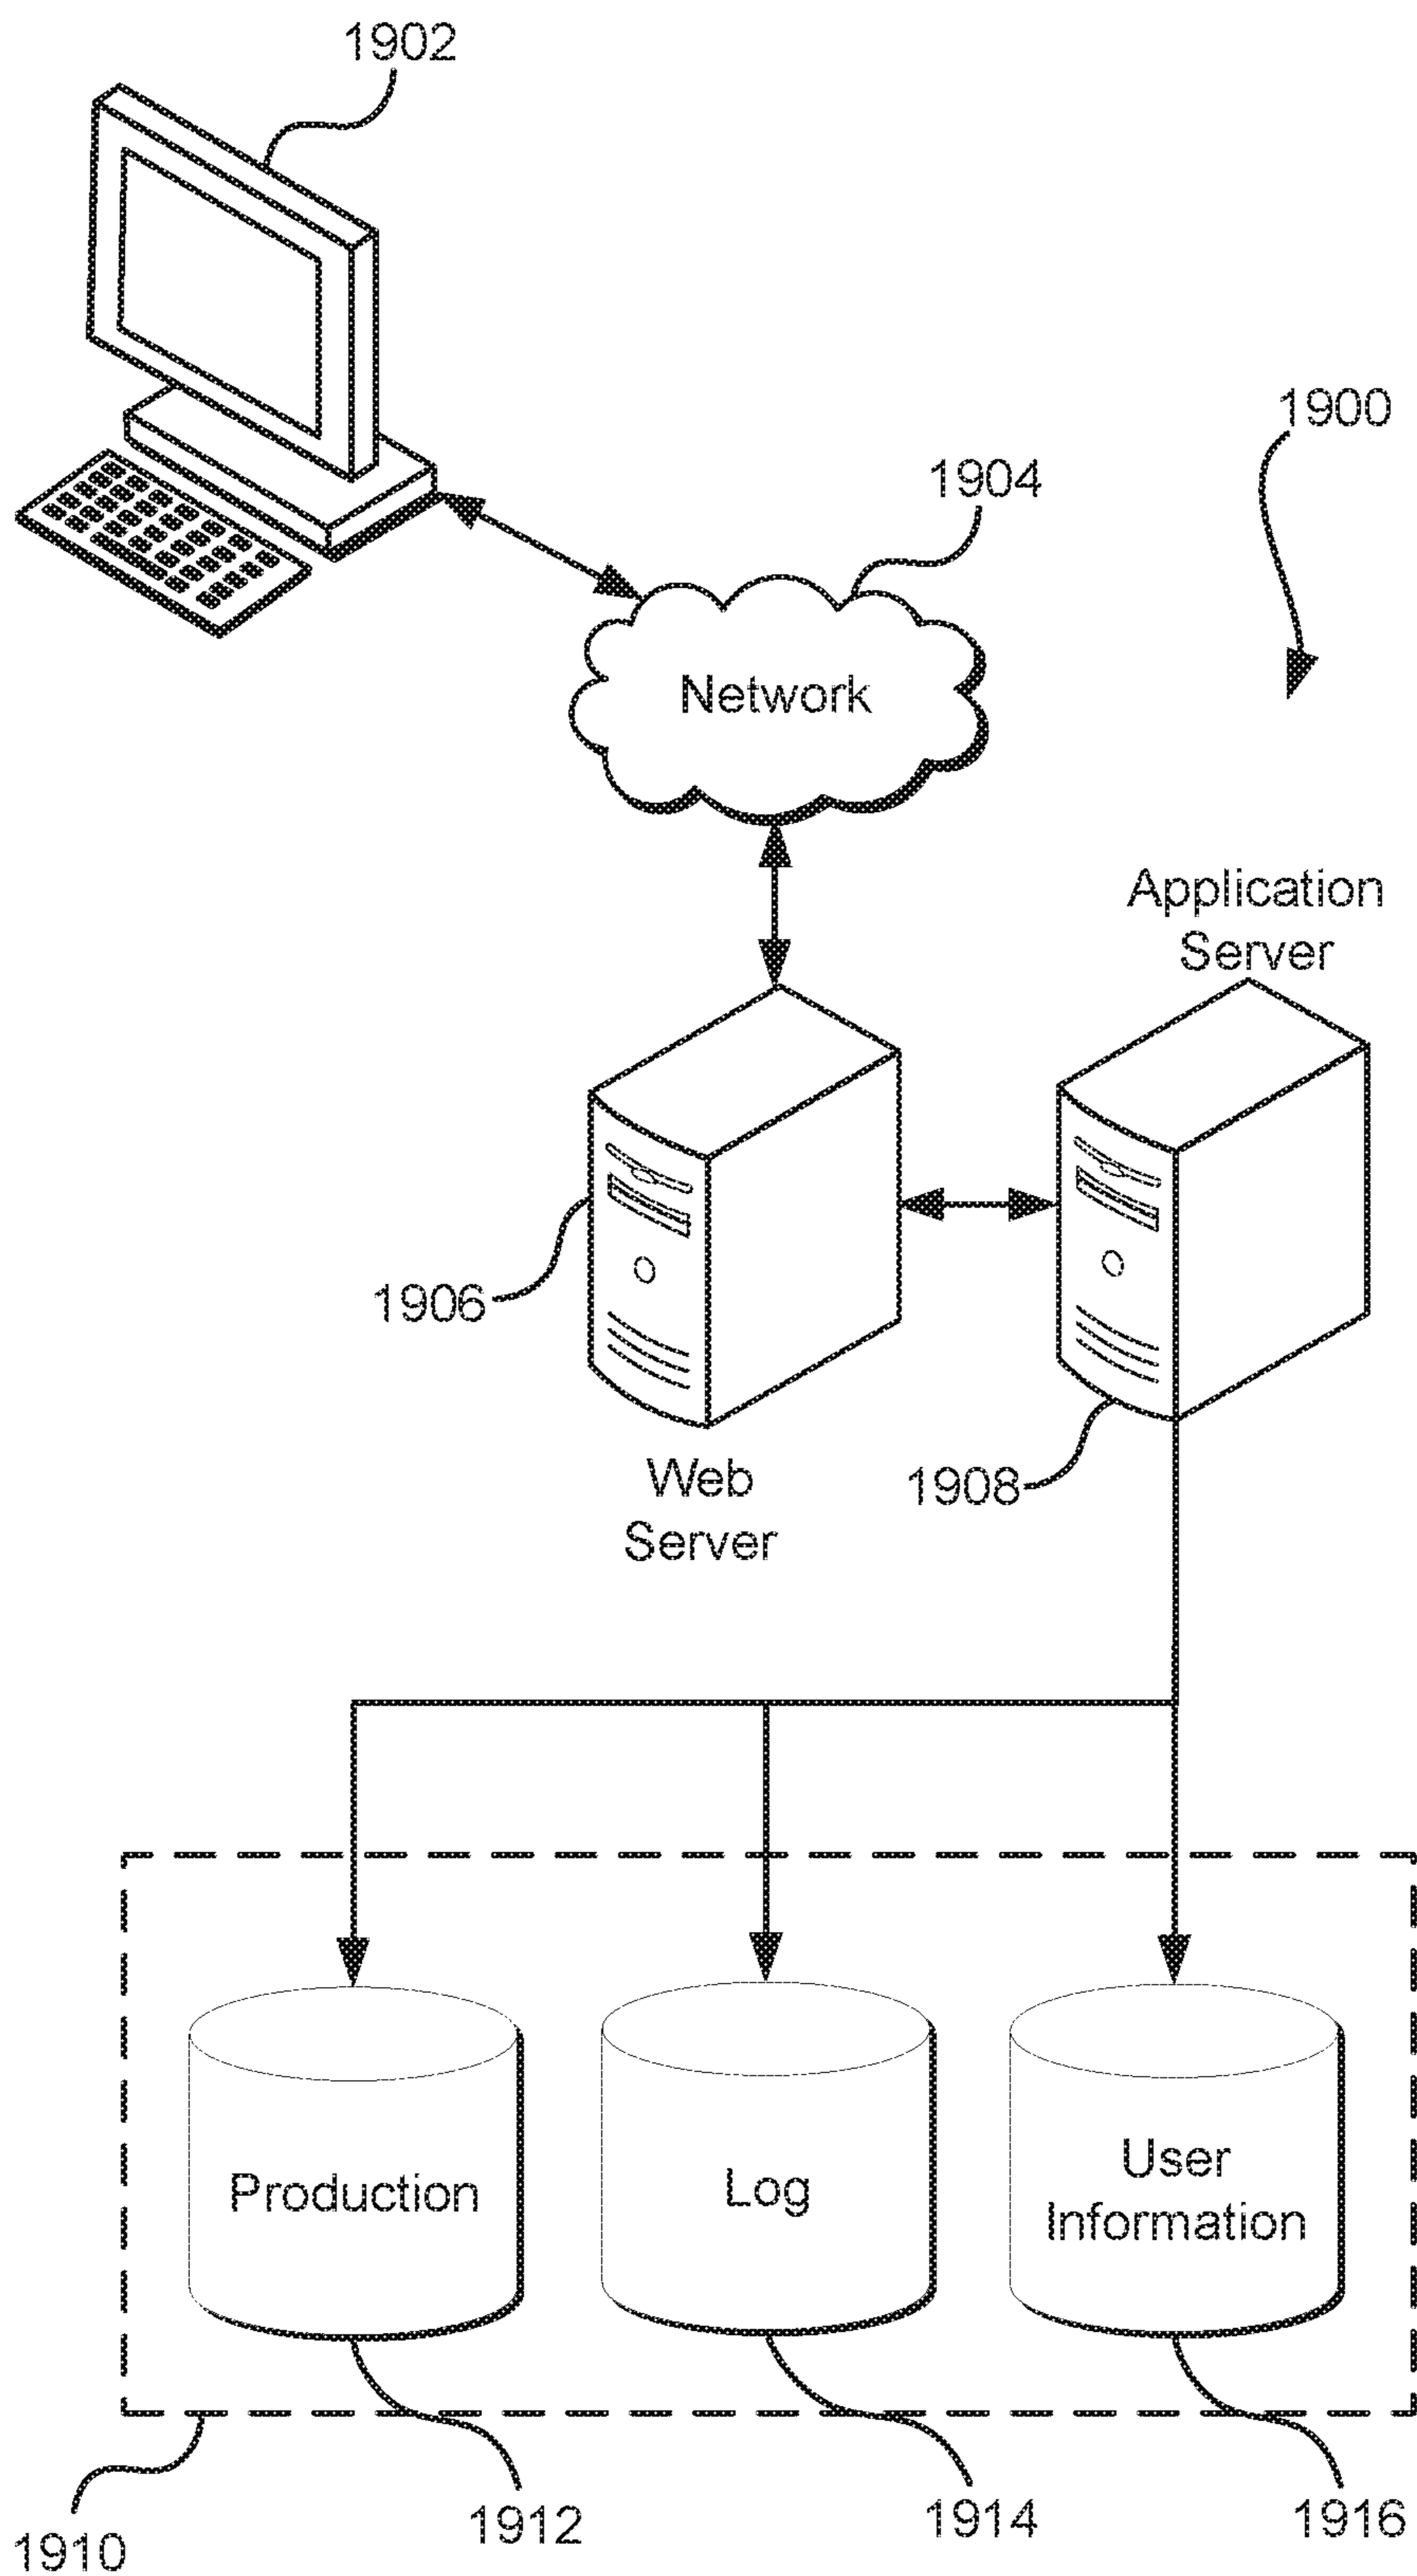 1902
1900
1904
Network
Application
Server
1906
1908
Web
Server
Production
Log
User
Information
1910
1912
1914
1916